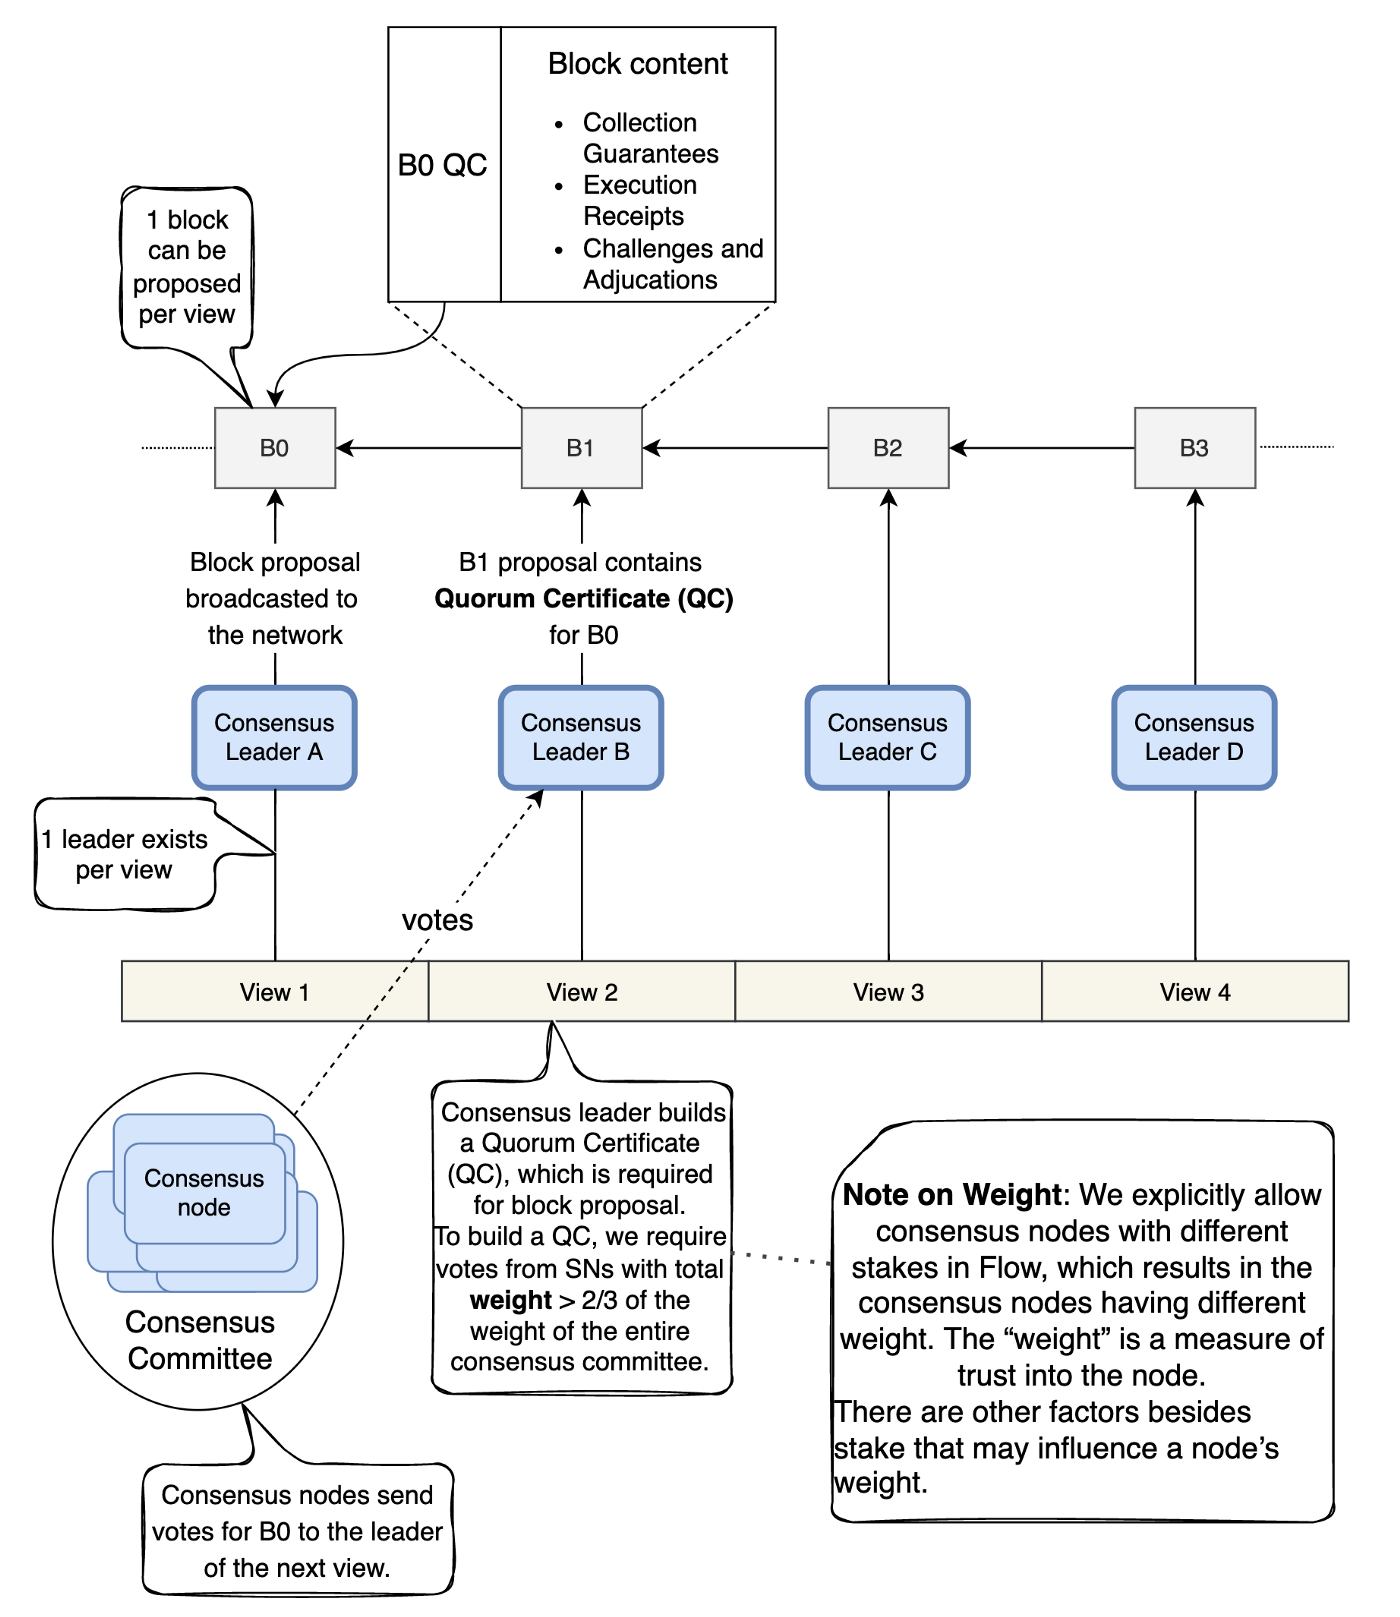 Block content
B0 QC
• Collection
Guarantees
• Execution
Receipts
• Challenges and
Adjucations
1 block
can be
proposed
per view
B0
B1
B2
B3
Block proposal
broadcasted to
the network
B1 proposal contains
Quorum Certificate (QC)
for B0
Consensus
Leader A
Consensus
Leader B
Consensus
Leader C
Consensus
Leader D
1 leader exists
per view
votes
View 1
View 2
View 3
View 4
Consensus
node
Consensus
Committee
Consensus leader builds
a Quorum Certificate
(QC), which is required
for block proposal.
To build a QC, we require
votes from SNs with total
weight > 2/3 of the
weight of the entire
consensus committee.
Note on Weight: We explicitly allow
consensus nodes with different
stakes in Flow, which results in the
consensus nodes having different
weight. The “weight” is a measure of
trust into the node.
There are other factors besides
stake that may influence a node’s
weight.
Consensus nodes send
votes for B0 to the leader
of the next view.